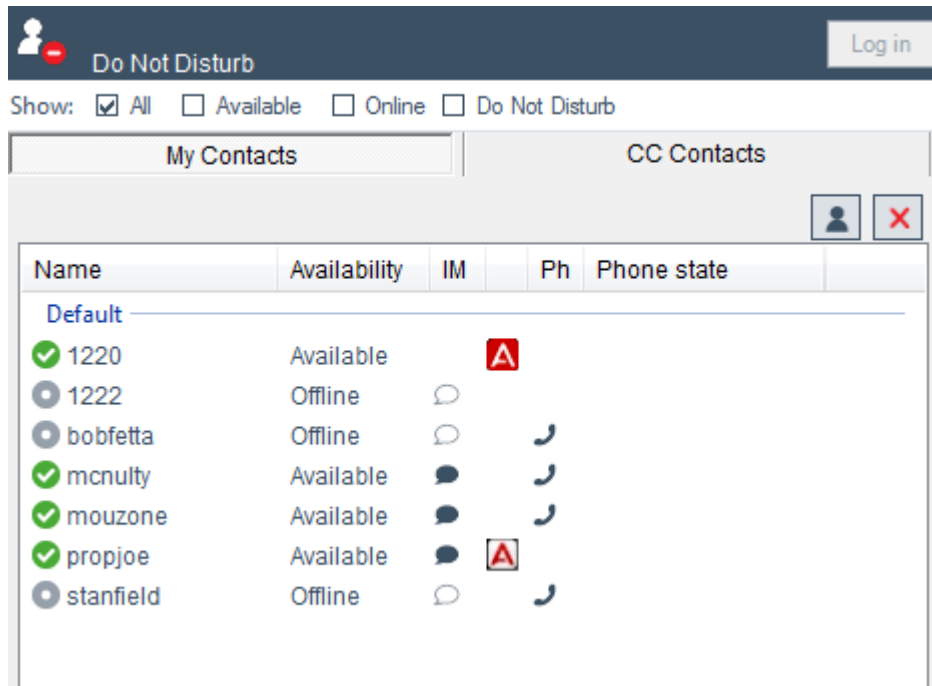 Do Not Disturb
Log in
Show: All Available Online Do Not Disturb
My Contacts CC Contacts
Name Availability IM Ph Phone state
Default
1220 Available A
1222 Offline
bobfetta Offline
mcnulty Available
mouzone Available
propjoe Available A
stanfield Offline